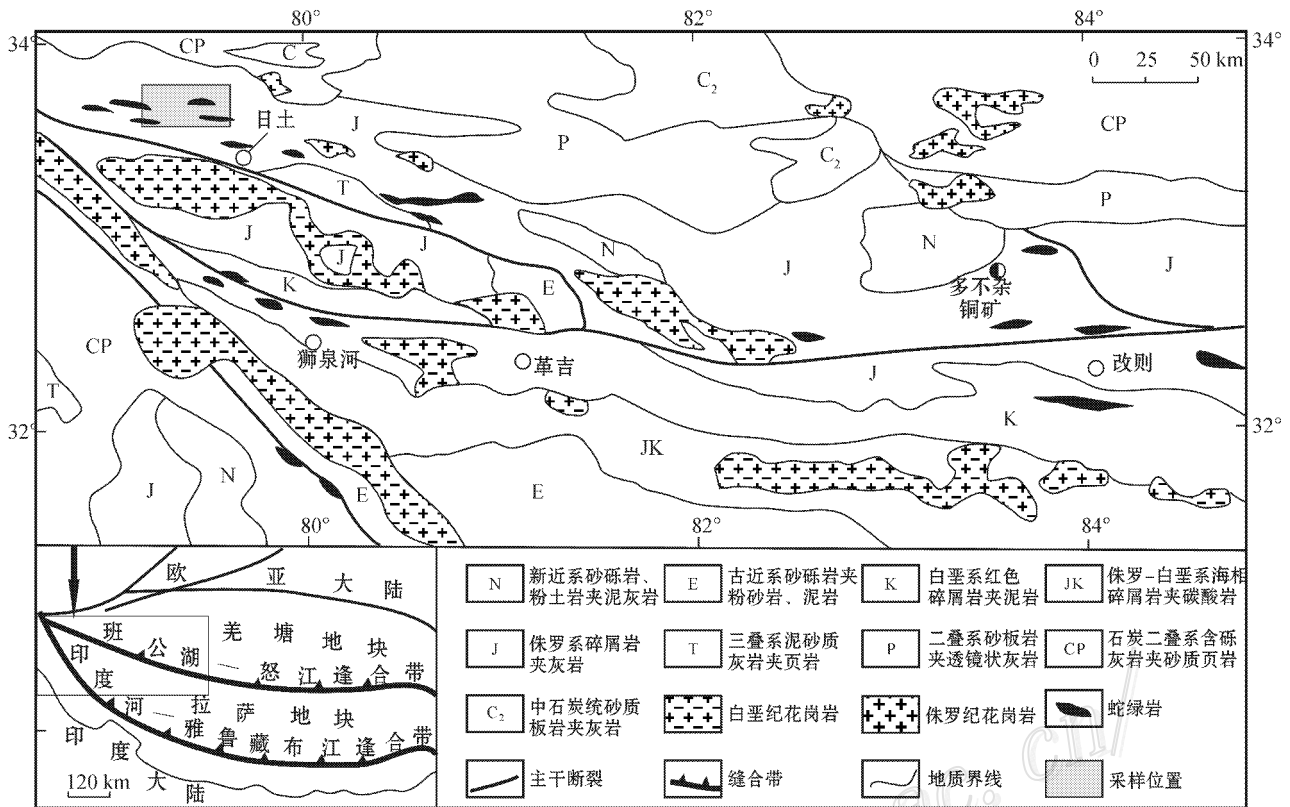 80°
82°
84°
34°
34°
CP
C
C₂
0 25 50 km
日土
J
P
C₂
CP
T
P
J
J
J
N
N
J
J
K
E
多不杂
铜矿
CP
狮泉河
革吉
J
改则
T
32°
K
32°
JK
J
N
E
E
80°
82°
84°
欧亚大陆
羌塘地块
班公湖—怒江缝合带
印度河—雅鲁藏布江逢合带
拉萨地块
印度大陆
120 km
N 新近系砂砾岩、
粉土岩夹泥灰岩
E 古近系砂砾岩夹
粉砂岩、泥岩
K 白垩系红色
碎屑岩夹泥岩
JK 侏罗-白垩系海相
碎屑岩夹碳酸岩
J 侏罗系碎屑岩
夹灰岩
T 三叠系泥砂质
灰岩夹页岩
P 二叠系砂板岩
夹透镜状灰岩
CP 石炭二叠系含砾
灰岩夹砂质页岩
C₂ 中石炭统砂质
板岩夹灰岩
白垩纪花岗岩
侏罗纪花岗岩
蛇绿岩
主干断裂
缝合带
地质界线
采样位置